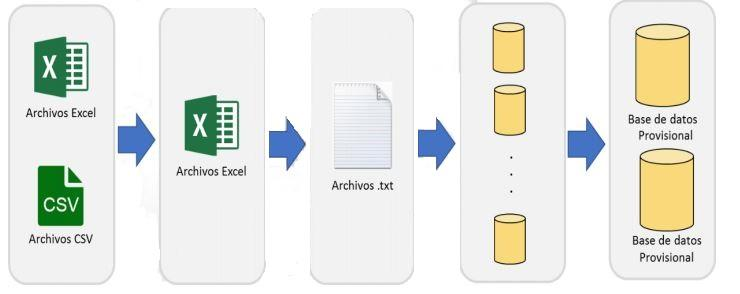 X
Archivos Excel
CSV
Archivos CSV
X
Archivos Excel
Archivos .txt
Base de datos
Provisional
Base de datos
Provisional